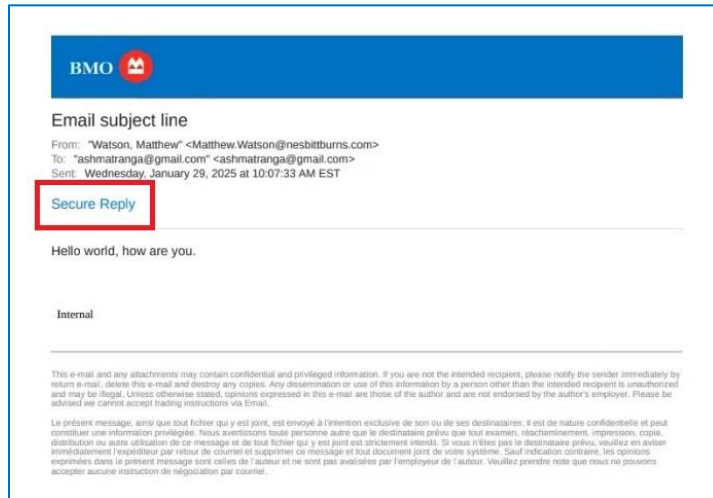 BMO
Email subject line
From: "Watson, Matthew" <Matthew.Watson@nesbittburns.com>
To: "ashmatranga@gmail.com" <ashmatranga@gmail.com>
Sent: Wednesday, January 29, 2025 at 10:07:33 AM EST
Secure Reply
Hello world, how are you.
Internal
This e-mail and any attachments may contain confidential and privileged information. If you are not the intended recipient, please notify the sender immediately by
return e-mail, delete this e-mail and destroy any copies. Any dissemination or use of this information by a person other than the intended recipient is unauthorized
and may be illegal. Unless otherwise stated, opinions expressed in this e-mail are those of the author and are not endorsed by the author's employer. Please be
advised we cannot accept trading instructions via Email.
Le présent message, ainsi que tout fichier qui y est joint, est envoyé à l'intention exclusive de son ou de ses destinataires; il est de nature confidentielle et peut
constituer une information privilégiée. Nous avertissons toute personne autre que le destinataire prévu que tout examen, réacheminement, impression, copie,
distribution ou autre utilisation de ce message et de tout fichier qui y est joint est strictement interdit. Si vous n'êtes pas le destinataire prévu, veuillez en aviser
immédiatement l'expéditeur par retour de courriel et supprimer ce message et tout document joint de votre système. Sauf indication contraire, les opinions
exprimées dans le présent message sont celles de l'auteur et ne sont pas avalisées par l'employeur de l'auteur. Veuillez prendre note que nous ne pouvons
accepter aucune instruction de négociation par courriel.